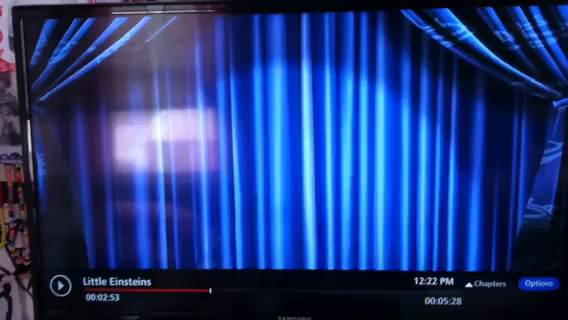 Little Einsteins
12:22 PM
Chapters
Options
00:02:53
00:05:28